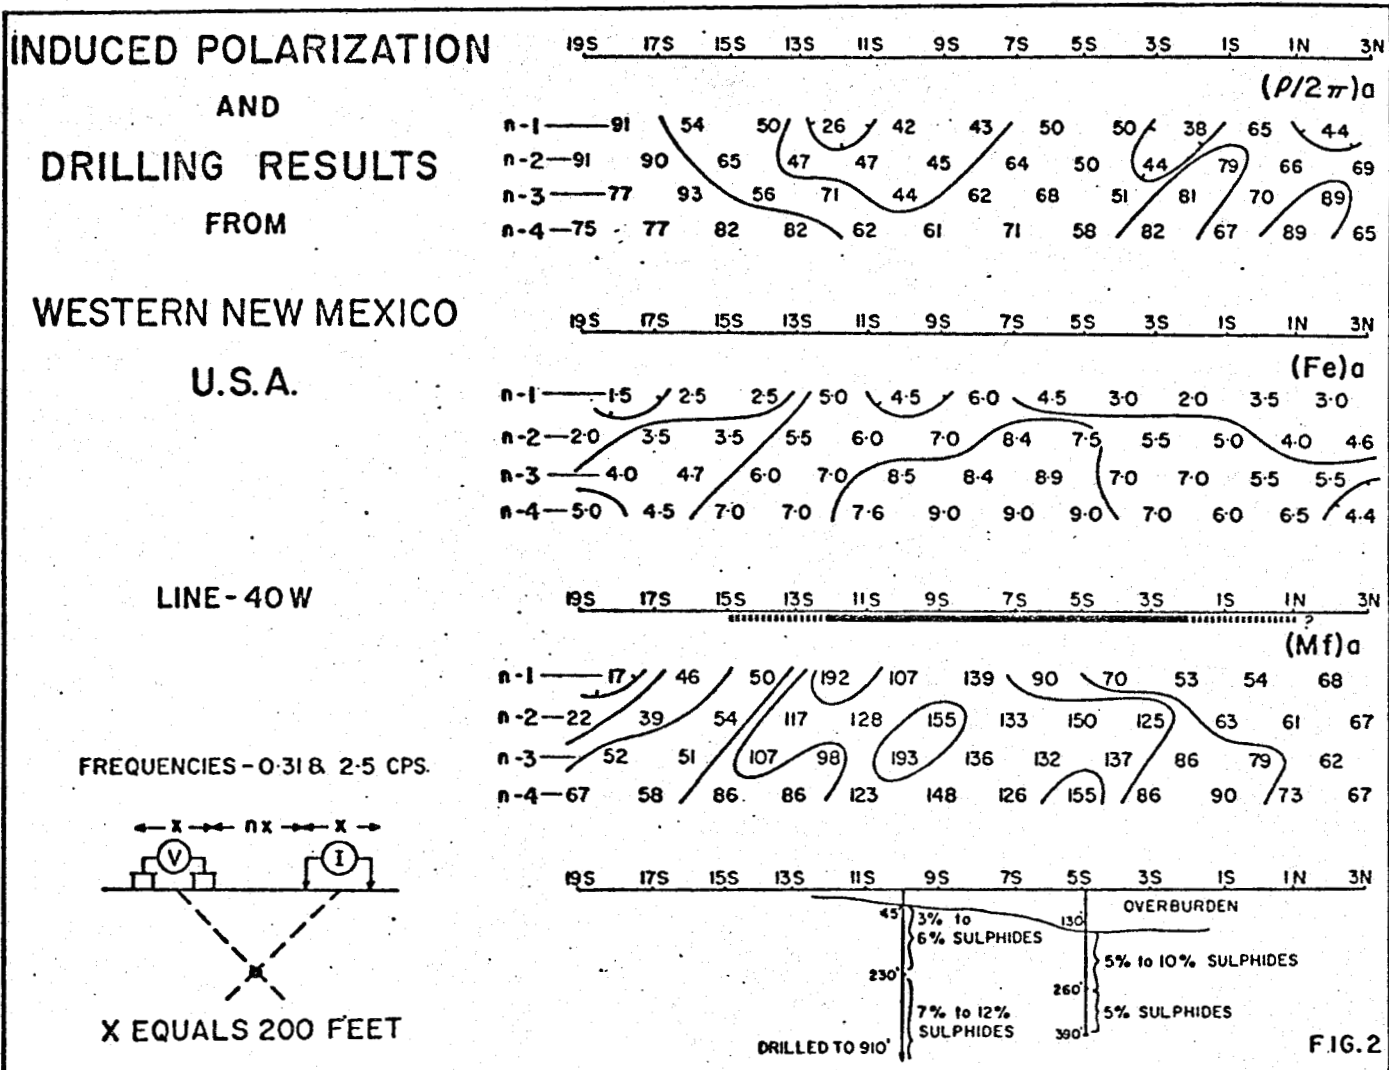 INDUCED POLARIZATION
AND
DRILLING RESULTS
FROM
WESTERN NEW MEXICO
U.S.A.
LINE-40W
FREQUENCIES-0·31 & 2·5 CPS.
x nx x
V I
X EQUALS 200 FEET
19S 17S 15S 13S 11S 9S 7S 5S 3S 1S 1N 3N
(ρ/2π)a
n-1 91 54 50 26 42 43 50 50 38 65 44
n-2 91 90 65 47 47 45 64 50 44 79 66 69
n-3 77 93 56 71 44 62 68 51 81 70 89
n-4 75 77 82 82 62 61 71 58 82 67 89 65
19S 17S 15S 13S 11S 9S 7S 5S 3S 1S 1N 3N
(Fe)a
n-1 1·5 2·5 2·5 5·0 4·5 6·0 4·5 3·0 2·0 3·5 3·0
n-2 2·0 3·5 3·5 5·5 6·0 7·0 8·4 7·5 5·5 5·0 4·0 4·6
n-3 4·0 4·7 6·0 7·0 8·5 8·4 8·9 7·0 7·0 5·5 5·5
n-4 5·0 4·5 7·0 7·0 7·6 9·0 9·0 9·0 7·0 6·0 6·5 4·4
19S 17S 15S 13S 11S 9S 7S 5S 3S 1S 1N 3N
?
(Mf)a
n-1 17 46 50 192 107 139 90 70 53 54 68
n-2 22 39 54 117 128 155 133 150 125 63 61 67
n-3 52 51 107 98 193 136 132 137 86 79 62
n-4 67 58 86 86 123 148 126 155 86 90 73 67
19S 17S 15S 13S 11S 9S 7S 5S 3S 1S 1N 3N
OVERBURDEN
45' 3% to
6% SULPHIDES
130'
5% to 10% SULPHIDES
230'
260'
7% to 12%
SULPHIDES
5% SULPHIDES
390'
DRILLED TO 910'
FIG.2